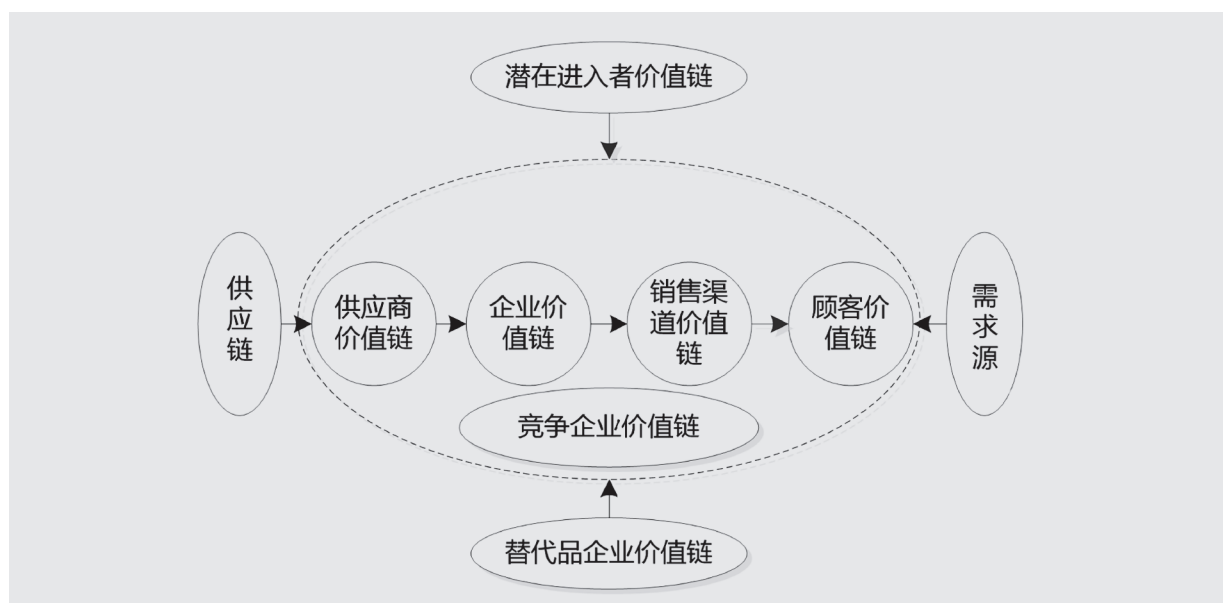 潜在进入者价值链
供
应
链
供应商
价值链
企业价
值链
销售渠
道价值
链
顾客价
值链
需
求
源
竞争企业价值链
替代品企业价值链